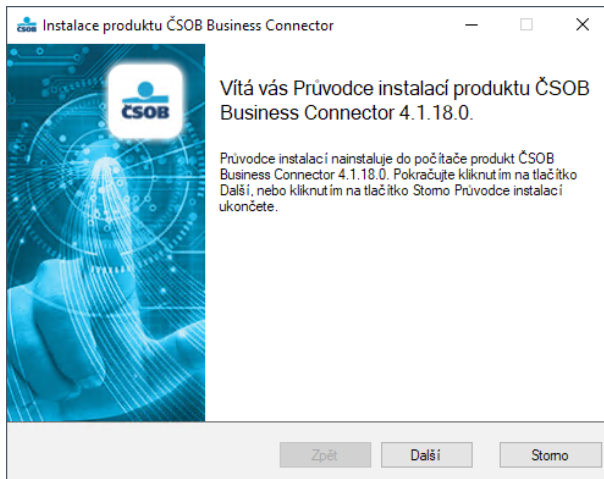 Instalace produktu ČSOB Business Connector
ČSOB
ČSOB
Vítá vás Průvodce instalací produktu ČSOB
Business Connector 4.1.18.0.
Průvodce instalací nainstaluje do počítače produkt ČSOB
Business Connector 4.1.18.0. Pokračujte kliknutím na tlačítko
Další, nebo kliknutím na tlačítko Storno Průvodce instalací
ukončete.
Zpět
Další
Storno